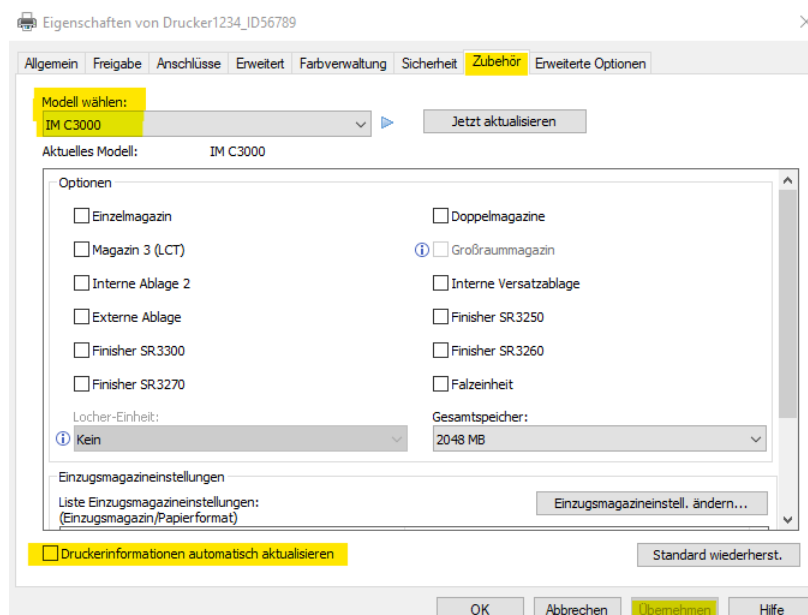 Eigenschaften von Drucker1234_ID56789
Allgemein Freigabe Anschlüsse Erweitert Farbverwaltung Sicherheit Zubehör Erweiterte Optionen
Modell wählen:
IM C3000 Jetzt aktualisieren
Aktuelles Modell: IM C3000
Optionen
Einzelmagazin Doppelmagazine
Magazin 3 (LCT) Großraummagazin
Interne Ablage 2 Interne Versatzablage
Externe Ablage Finisher SR3250
Finisher SR3300 Finisher SR3260
Finisher SR3270 Falzeinheit
Locher-Einheit: Gesamtspeicher:
Kein 2048 MB
Einzugsmagazineinstellungen
Liste Einzugsmagazineinstellungen: Einzugsmagazineinstell. ändern...
(Einzugsmagazin/Papierformat)
Druckerinformationen automatisch aktualisieren Standard wiederherst.
OK Abbrechen Übernehmen Hilfe